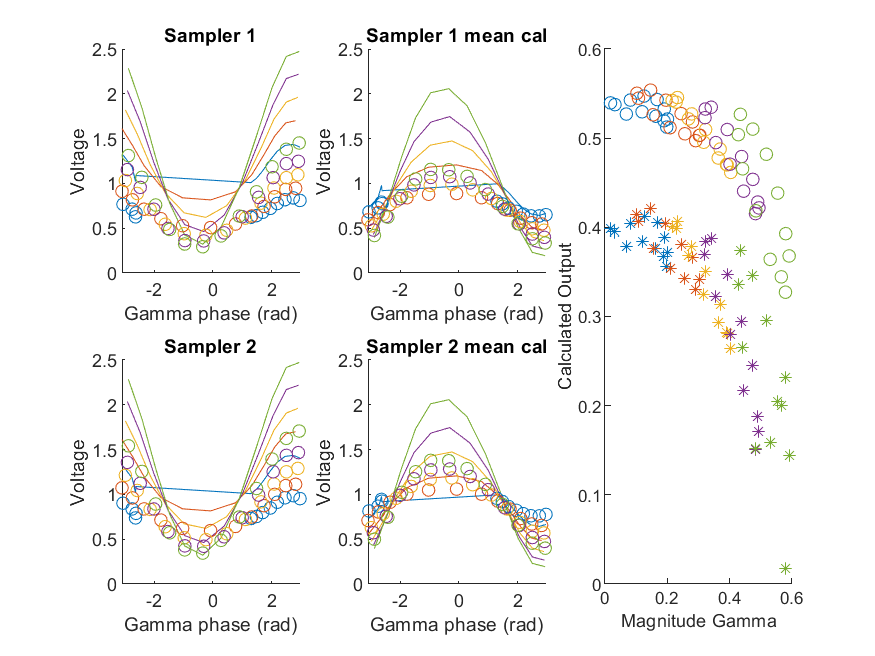 Sampler 1
2.5
2
1.5
1
0.5
0
Voltage
-2 0 2
Gamma phase (rad)
Sampler 1 mean cal
2.5
2
1.5
1
0.5
0
Voltage
-2 0 2
Gamma phase (rad)
Sampler 2
2.5
2
1.5
1
0.5
0
Voltage
-2 0 2
Gamma phase (rad)
Sampler 2 mean cal
2.5
2
1.5
1
0.5
0
Voltage
-2 0 2
Gamma phase (rad)
0.6
0.5
0.4
0.3
0.2
0.1
0
Calculated Output
0 0.2 0.4 0.6
Magnitude Gamma